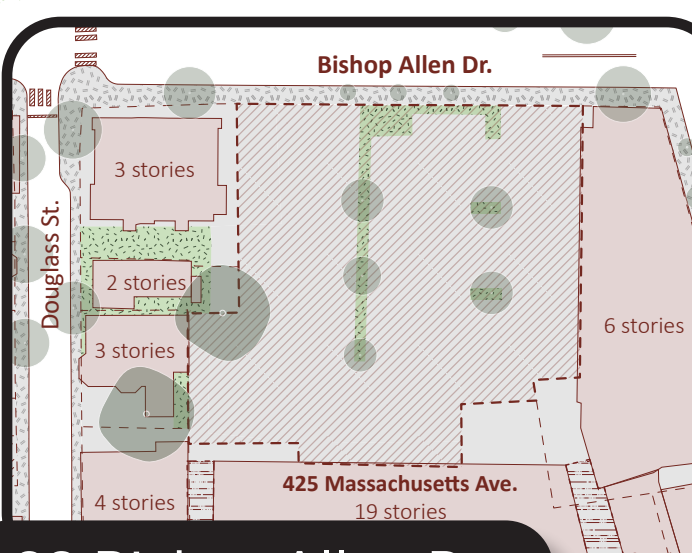 Bishop Allen Dr.
3 stories
Douglass St.
2 stories
3 stories
6 stories
425 Massachusetts Ave.
19 stories
4 stories